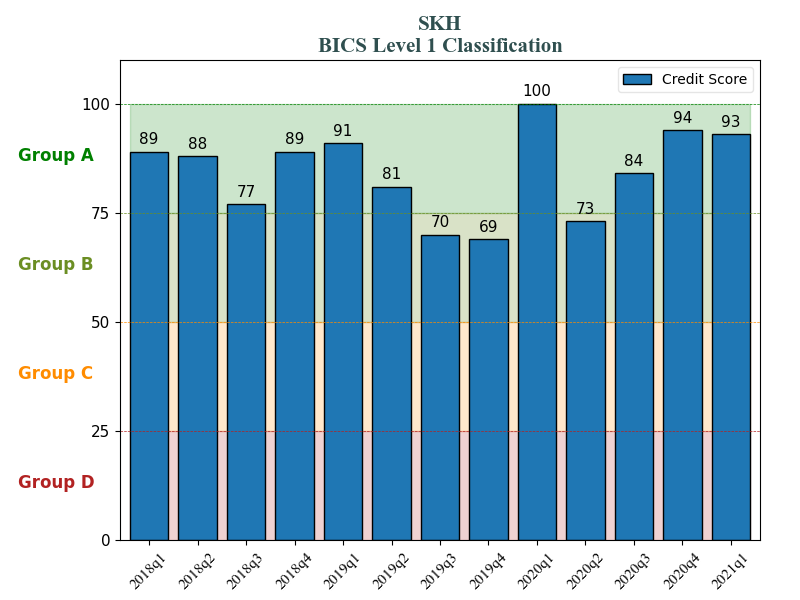 SKH
BICS Level 1 Classification
Credit Score
100
75
50
25
0
Group A
Group B
Group C
Group D
89
88
77
89
91
81
70
69
100
73
84
94
93
2018q1
2018q2
2018q3
2018q4
2019q1
2019q2
2019q3
2019q4
2020q1
2020q2
2020q3
2020q4
2021q1